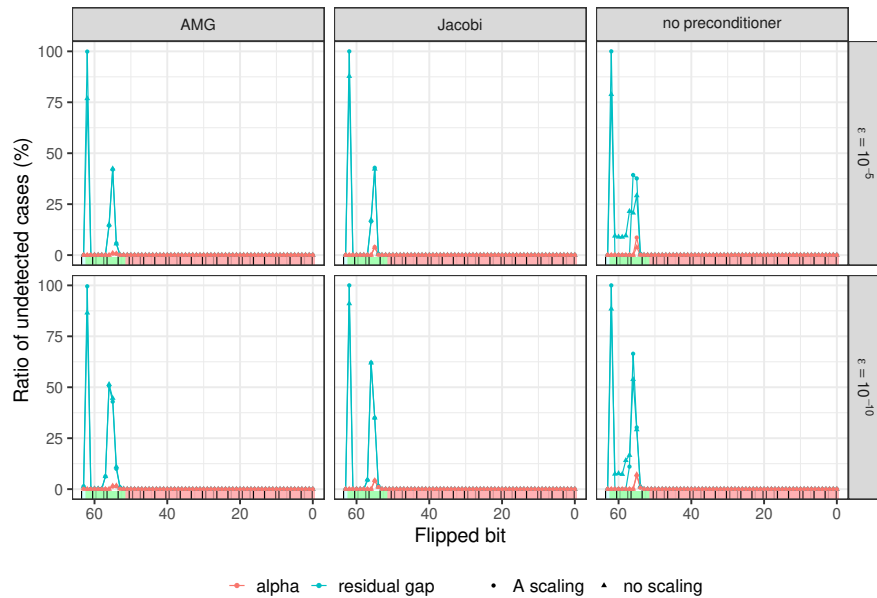 AMG
Jacobi
no preconditioner
100
75
50
25
0
ε = 10⁻⁵
100
75
50
25
0
ε = 10⁻¹⁰
Ratio of undetected cases (%)
60
40
20
0
60
40
20
0
60
40
20
0
Flipped bit
alpha
residual gap
A scaling
no scaling